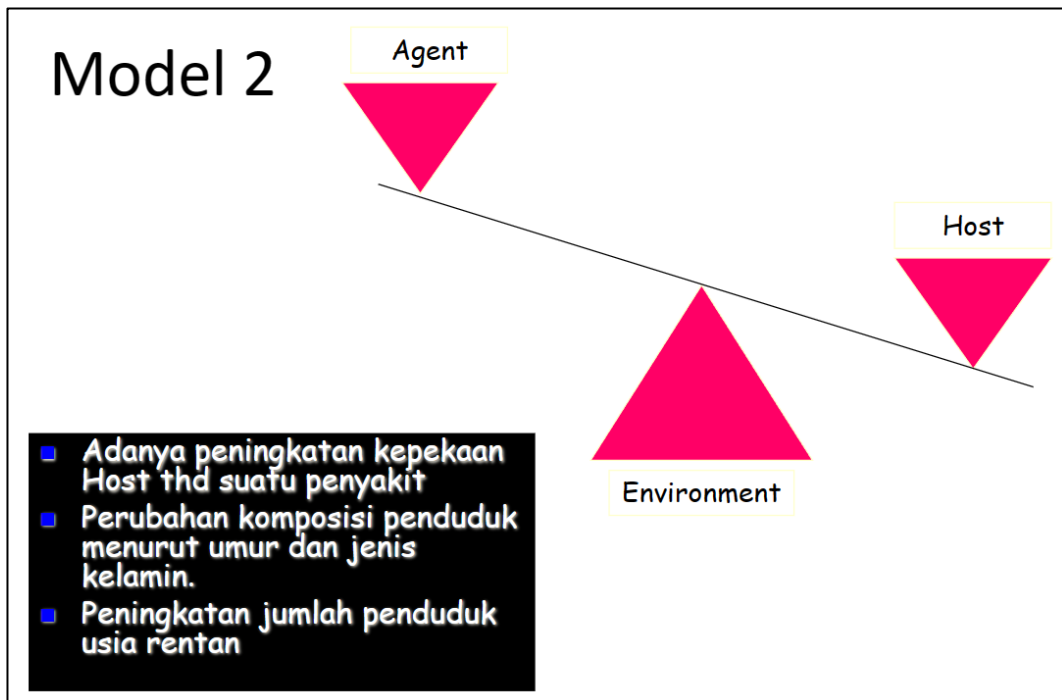 Model 2
Agent
Host
Environment
Adanya peningkatan kepekaan
Host thd suatu penyakit
Perubahan komposisi penduduk
menurut umur dan jenis
kelamin.
Peningkatan jumlah penduduk
usia rentan